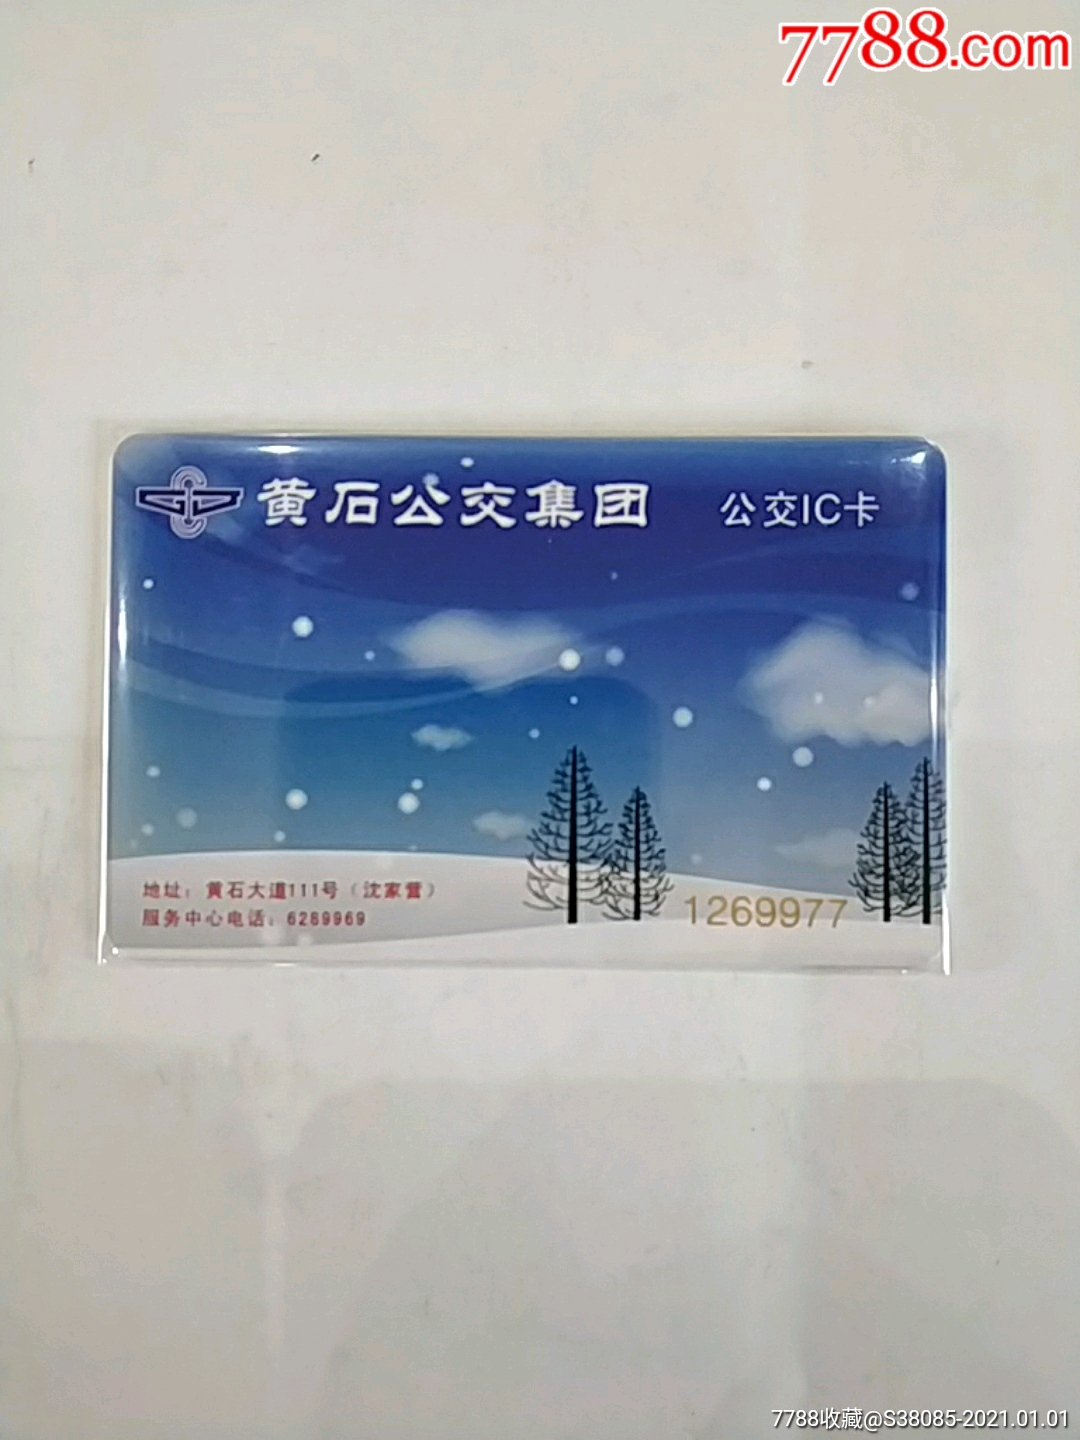 7788.com
黄石公交集团 公交IC卡
地址：黄石大道111号（沈家营）
服务中心电话：6289969
1269977
7788收藏@S38085-2021.01.01